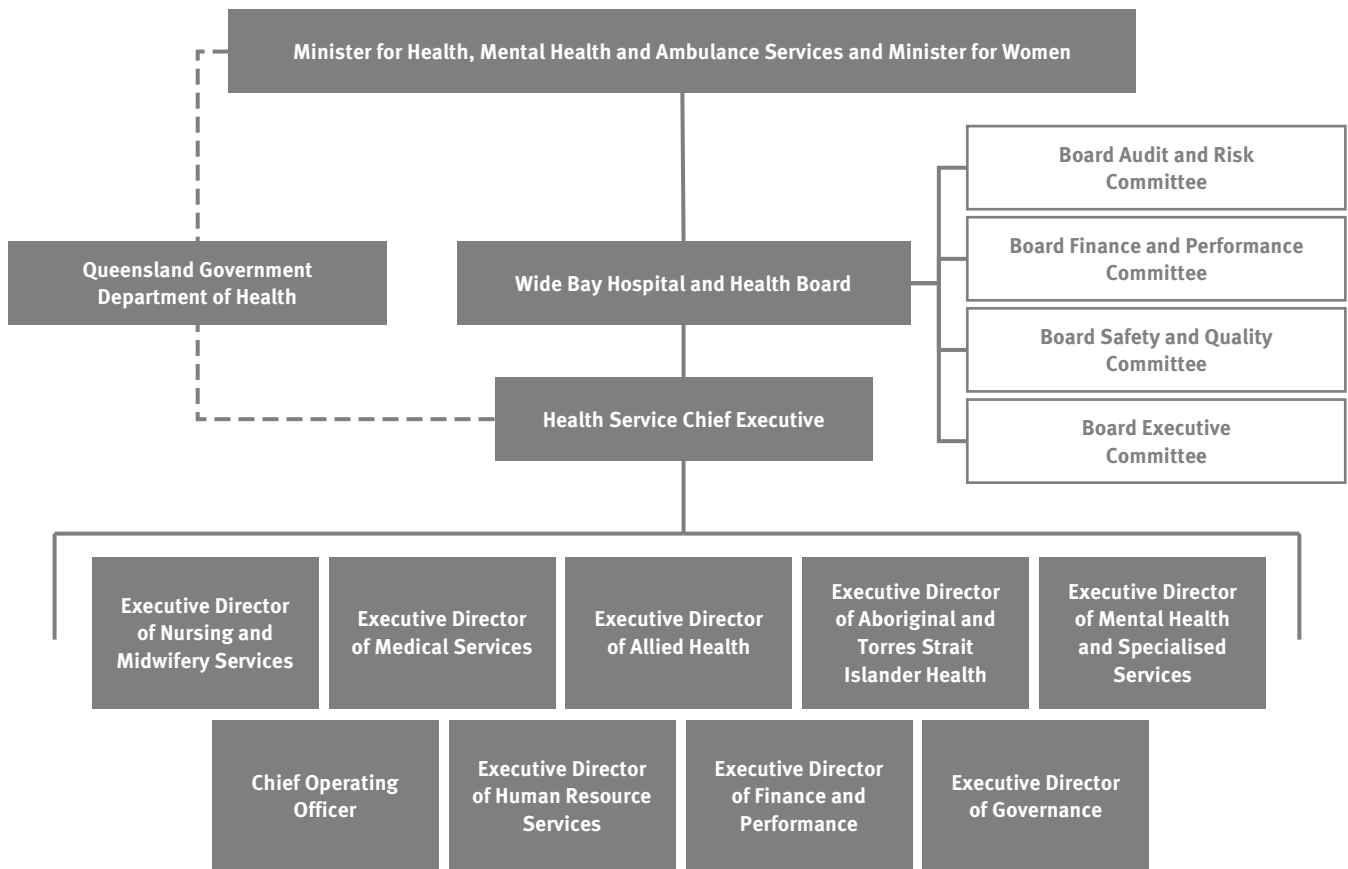 Minister for Health, Mental Health and Ambulance Services and Minister for Women
Board Audit and Risk
Committee
Queensland Government
Department of Health
Wide Bay Hospital and Health Board
Board Finance and Performance
Committee
Board Safety and Quality
Committee
Health Service Chief Executive
Board Executive
Committee
Executive Director
of Nursing and
Midwifery Services
Executive Director
of Medical Services
Executive Director
of Allied Health
Executive Director
of Aboriginal and
Torres Strait
Islander Health
Executive Director
of Mental Health
and Specialised
Services
Chief Operating
Officer
Executive Director
of Human Resource
Services
Executive Director
of Finance and
Performance
Executive Director
of Governance